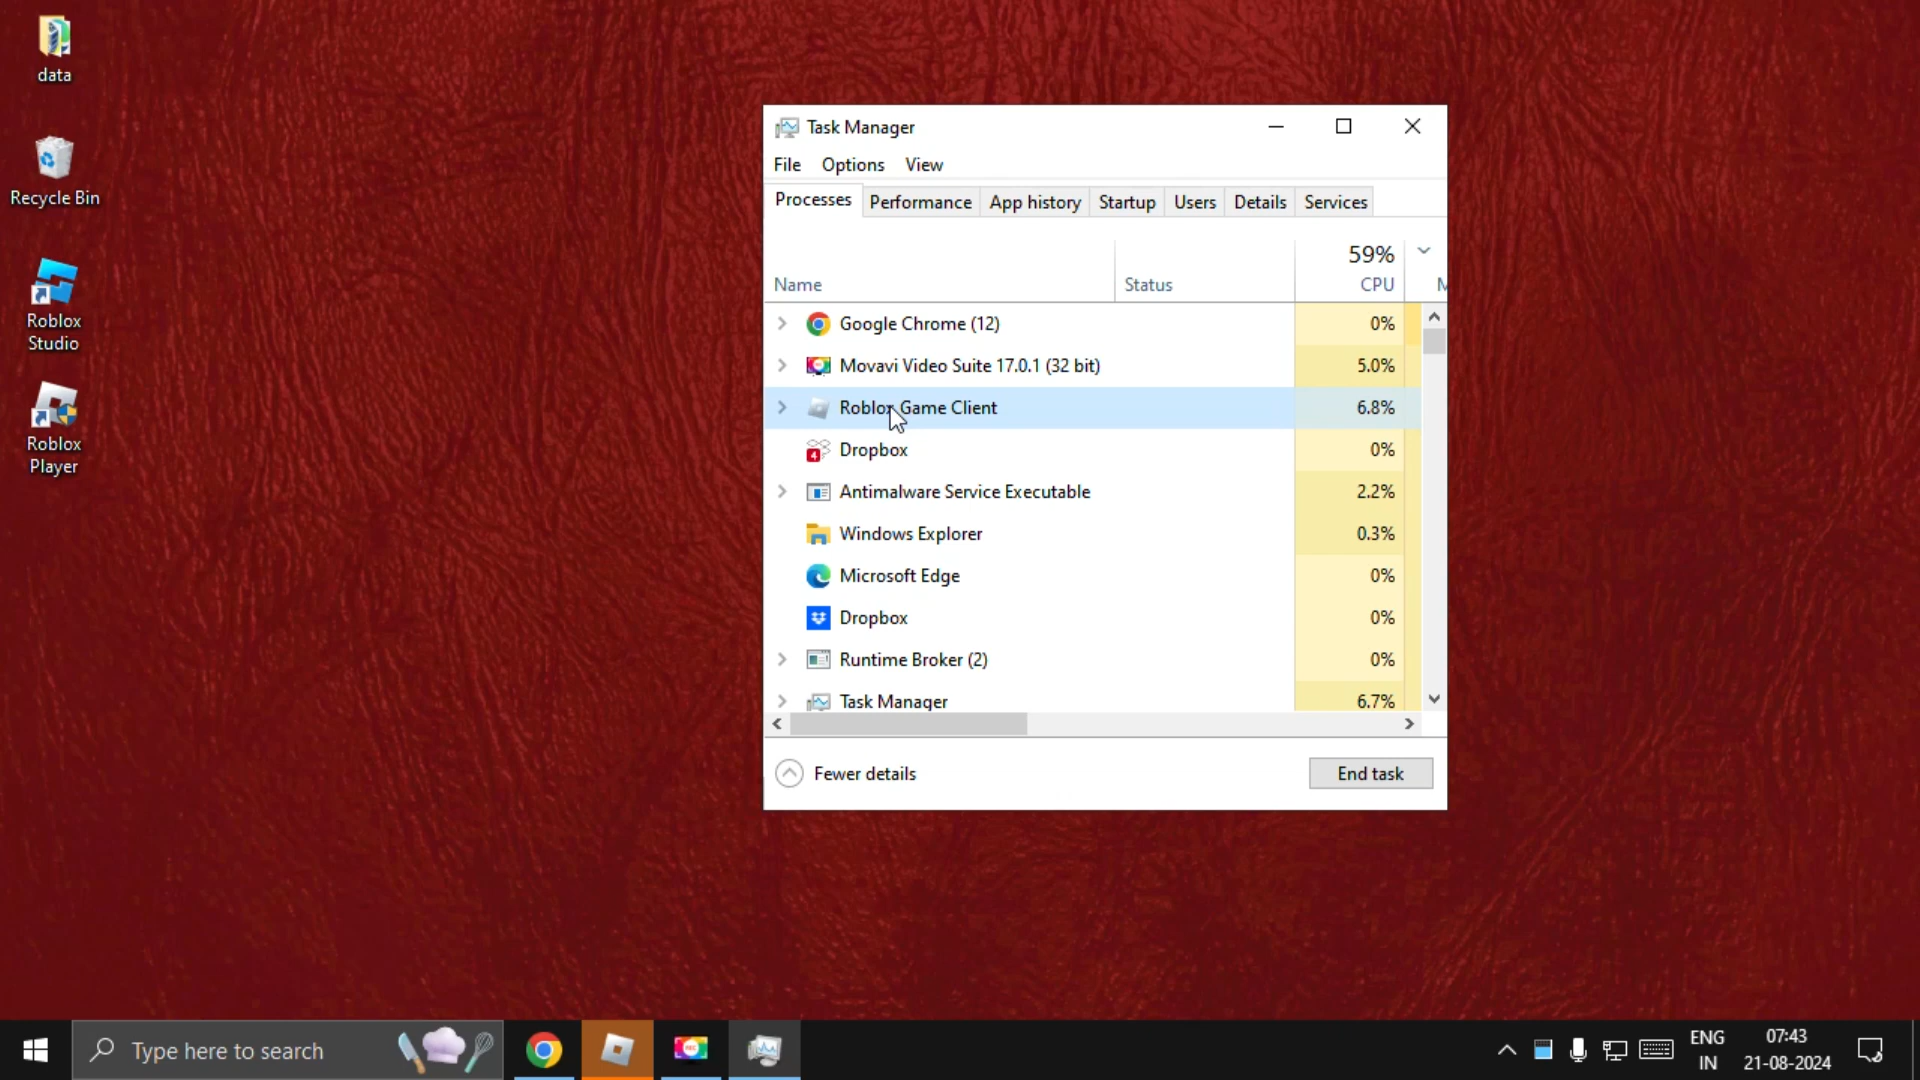 data
Recycle Bin
Roblox
Studio
Roblox
Player
Task Manager
File Options View
Processes Performance App history Startup Users Details Services
59%
Name Status CPU
Google Chrome (12) 0%
Movavi Video Suite 17.0.1 (32 bit) 5.0%
Roblox Game Client 6.8%
Dropbox 0%
Antimalware Service Executable 2.2%
Windows Explorer 0.3%
Microsoft Edge 0%
Dropbox 0%
Runtime Broker (2) 0%
Task Manager 6.7%
Fewer details End task
Type here to search
ENG 07:43
IN 21-08-2024